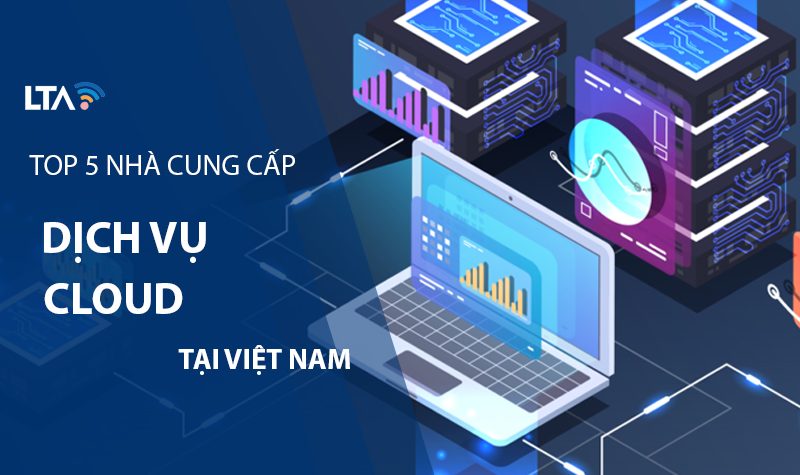 LTA
TOP 5 NHÀ CUNG CẤP
DỊCH VỤ
CLOUD
TẠI VIỆT NAM